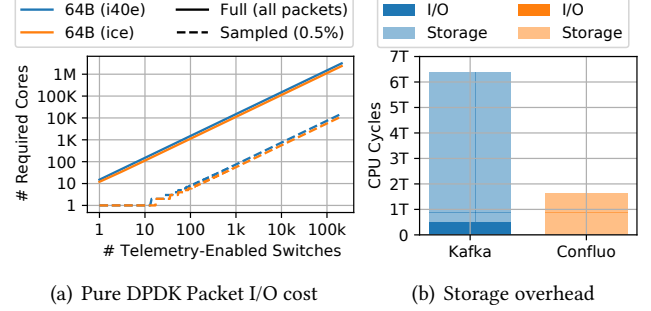 64B (i40e)
64B (ice)
Full (all packets)
Sampled (0.5%)
# Required Cores
1M
100K
10K
1K
100
10
1
1 10 100 1k 10k 100k
# Telemetry-Enabled Switches
(a) Pure DPDK Packet I/O cost
I/O I/O
Storage Storage
CPU Cycles
7T
6T
5T
4T
3T
2T
1T
0
Kafka Confluo
(b) Storage overhead